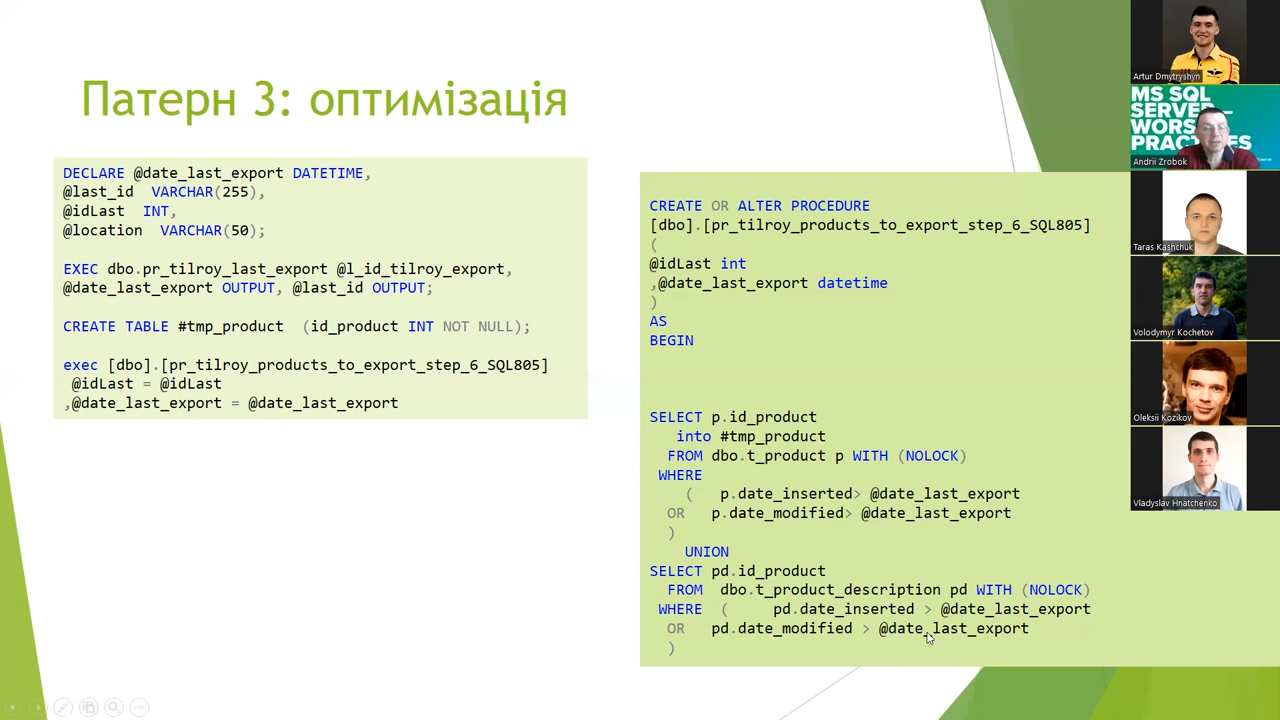 Патерн 3: оптимізація
DECLARE @date_last_export DATETIME,
@last_id VARCHAR(255),
@idLast INT,
@location VARCHAR(50);
EXEC dbo.pr_tilroy_last_export @l_id_tilroy_export,
@date_last_export OUTPUT, @last_id OUTPUT;
CREATE TABLE #tmp_product (id_product INT NOT NULL);
exec [dbo].[pr_tilroy_products_to_export_step_6_SQL805]
@idLast = @idLast
,@date_last_export = @date_last_export
CREATE OR ALTER PROCEDURE
[dbo].[pr_tilroy_products_to_export_step_6_SQL805]
(
@idLast int
,@date_last_export datetime
)
AS
BEGIN
SELECT p.id_product
into #tmp_product
FROM dbo.t_product p WITH (NOLOCK)
WHERE
( p.date_inserted> @date_last_export
OR p.date_modified> @date_last_export
)
UNION
SELECT pd.id_product
FROM dbo.t_product_description pd WITH (NOLOCK)
WHERE ( pd.date_inserted > @date_last_export
OR pd.date_modified > @date_last_export
)
Artur Dmytryshyn
MS SQL
SERVER –
WORS
PRACTICES
Andrii Zrobok
Taras Kashchuk
Volodymyr Kochetov
Oleksii Kozikov
Vladyslav Hnatchenko